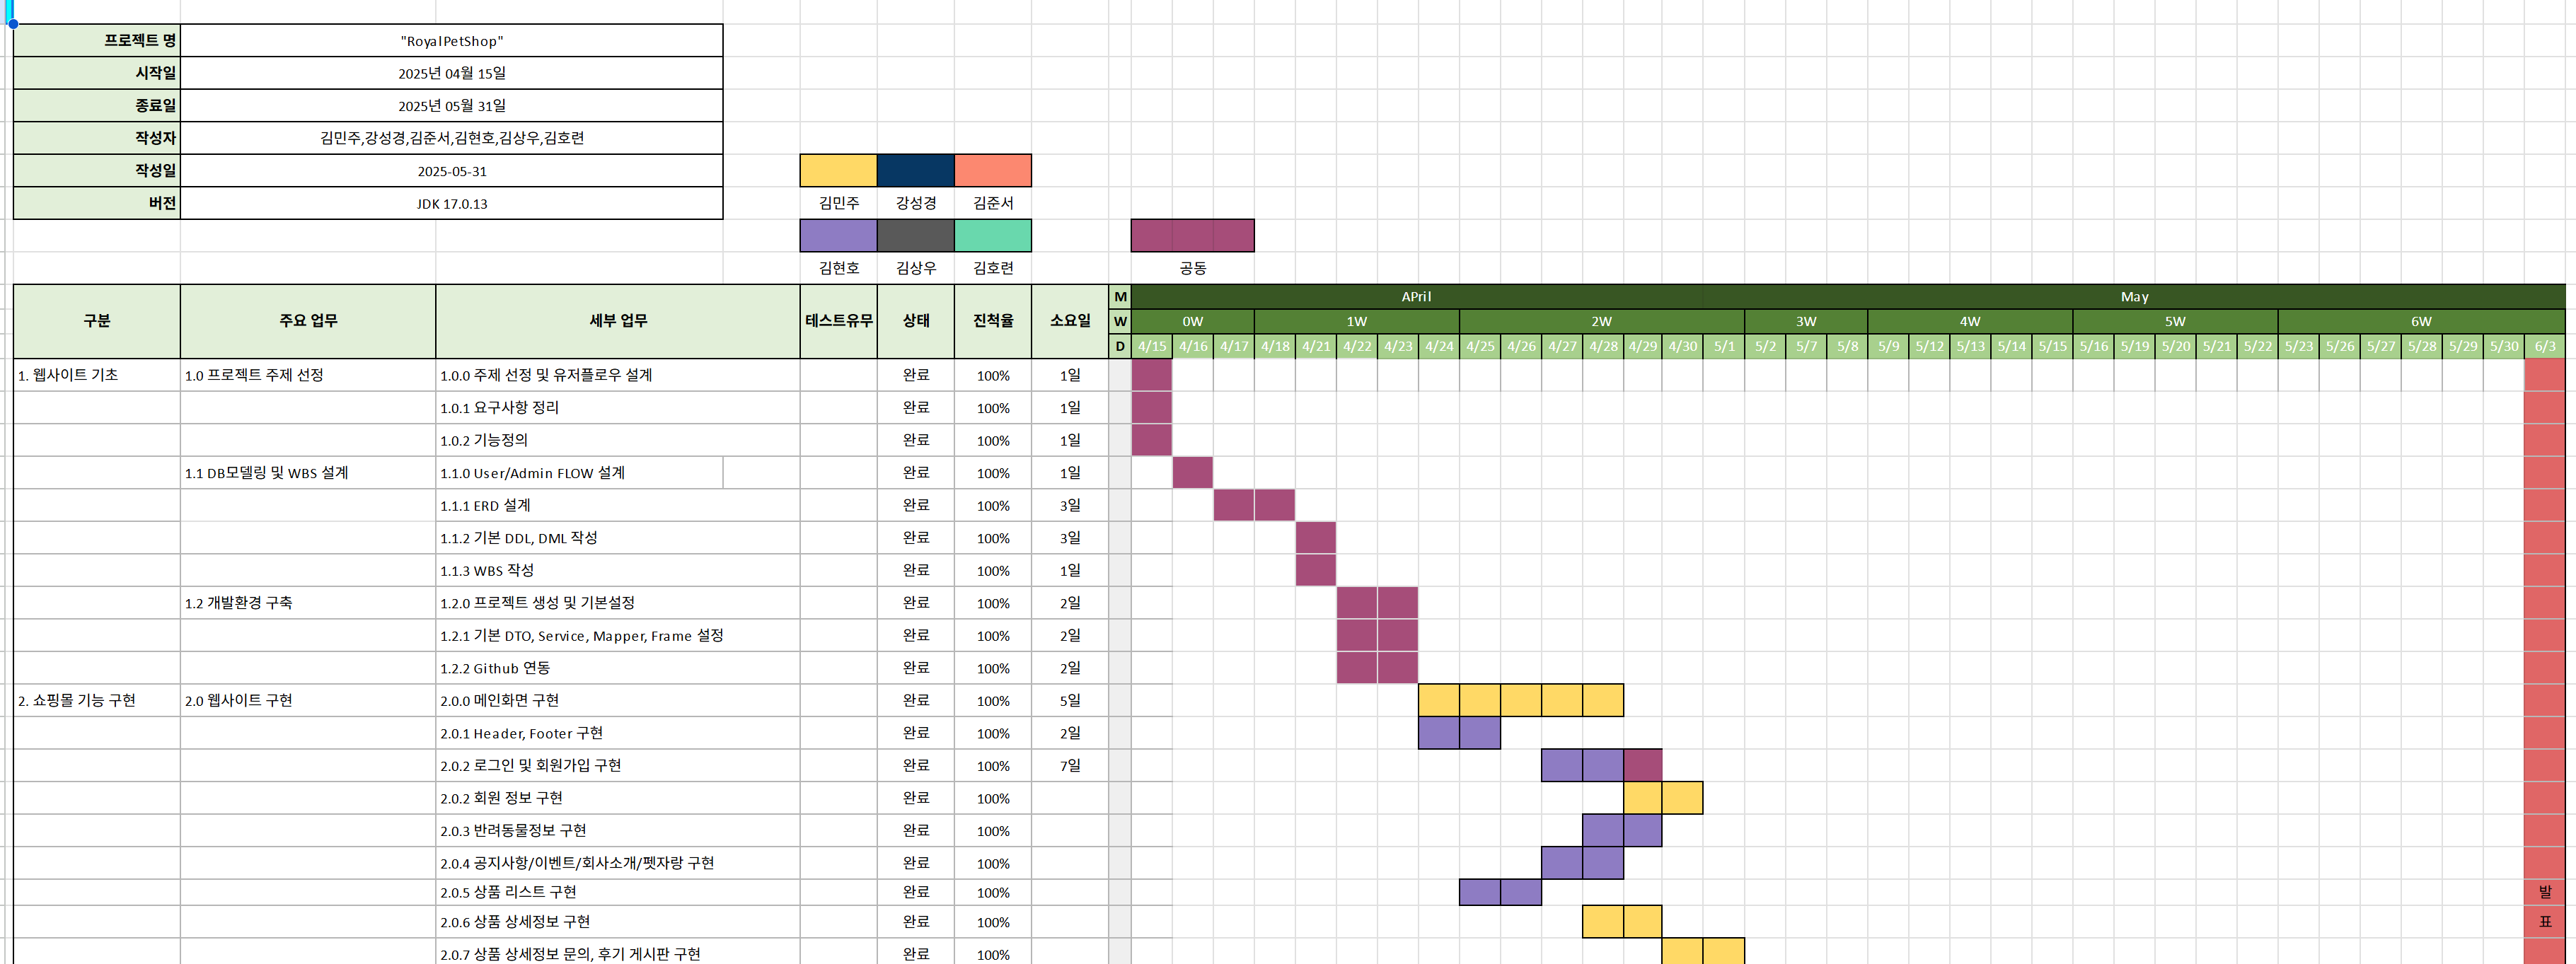 프로젝트 명 "RoyalPetShop"
시작일 2025년 04월 15일
종료일 2025년 05월 31일
작성자 김민주,강성경,김준서,김현호,김상우,김호련
작성일 2025-05-31
버전 JDK 17.0.13
김민주 강성경 김준서
김현호 김상우 김호련 공동
구분 주요 업무 세부 업무 테스트유무 상태 진척율 소요일
M APril May
W 0W 1W 2W 3W 4W 5W 6W
D 4/15 4/16 4/17 4/18 4/21 4/22 4/23 4/24 4/25 4/26 4/27 4/28 4/29 4/30 5/1 5/2 5/7 5/8 5/9 5/12 5/13 5/14 5/15 5/16 5/19 5/20 5/21 5/22 5/23 5/26 5/27 5/28 5/29 5/30 6/3
1. 웹사이트 기초 1.0 프로젝트 주제 선정 1.0.0 주제 선정 및 유저플로우 설계 완료 100% 1일
1.0.1 요구사항 정리 완료 100% 1일
1.0.2 기능정의 완료 100% 1일
1.1 DB모델링 및 WBS 설계 1.1.0 User/Admin FLOW 설계 완료 100% 1일
1.1.1 ERD 설계 완료 100% 3일
1.1.2 기본 DDL, DML 작성 완료 100% 3일
1.1.3 WBS 작성 완료 100% 1일
1.2 개발환경 구축 1.2.0 프로젝트 생성 및 기본설정 완료 100% 2일
1.2.1 기본 DTO, Service, Mapper, Frame 설정 완료 100% 2일
1.2.2 Github 연동 완료 100% 2일
2. 쇼핑몰 기능 구현 2.0 웹사이트 구현 2.0.0 메인화면 구현 완료 100% 5일
2.0.1 Header, Footer 구현 완료 100% 2일
2.0.2 로그인 및 회원가입 구현 완료 100% 7일
2.0.2 회원 정보 구현 완료 100%
2.0.3 반려동물정보 구현 완료 100%
2.0.4 공지사항/이벤트/회사소개/펫자랑 구현 완료 100%
2.0.5 상품 리스트 구현 완료 100% 발
2.0.6 상품 상세정보 구현 완료 100% 표
2.0.7 상품 상세정보 문의, 후기 게시판 구현 완료 100%